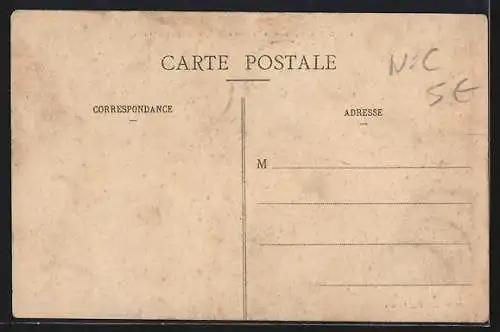 CARTE POSTALE
N:C
5€
CORRESPONDANCE
ADRESSE
M